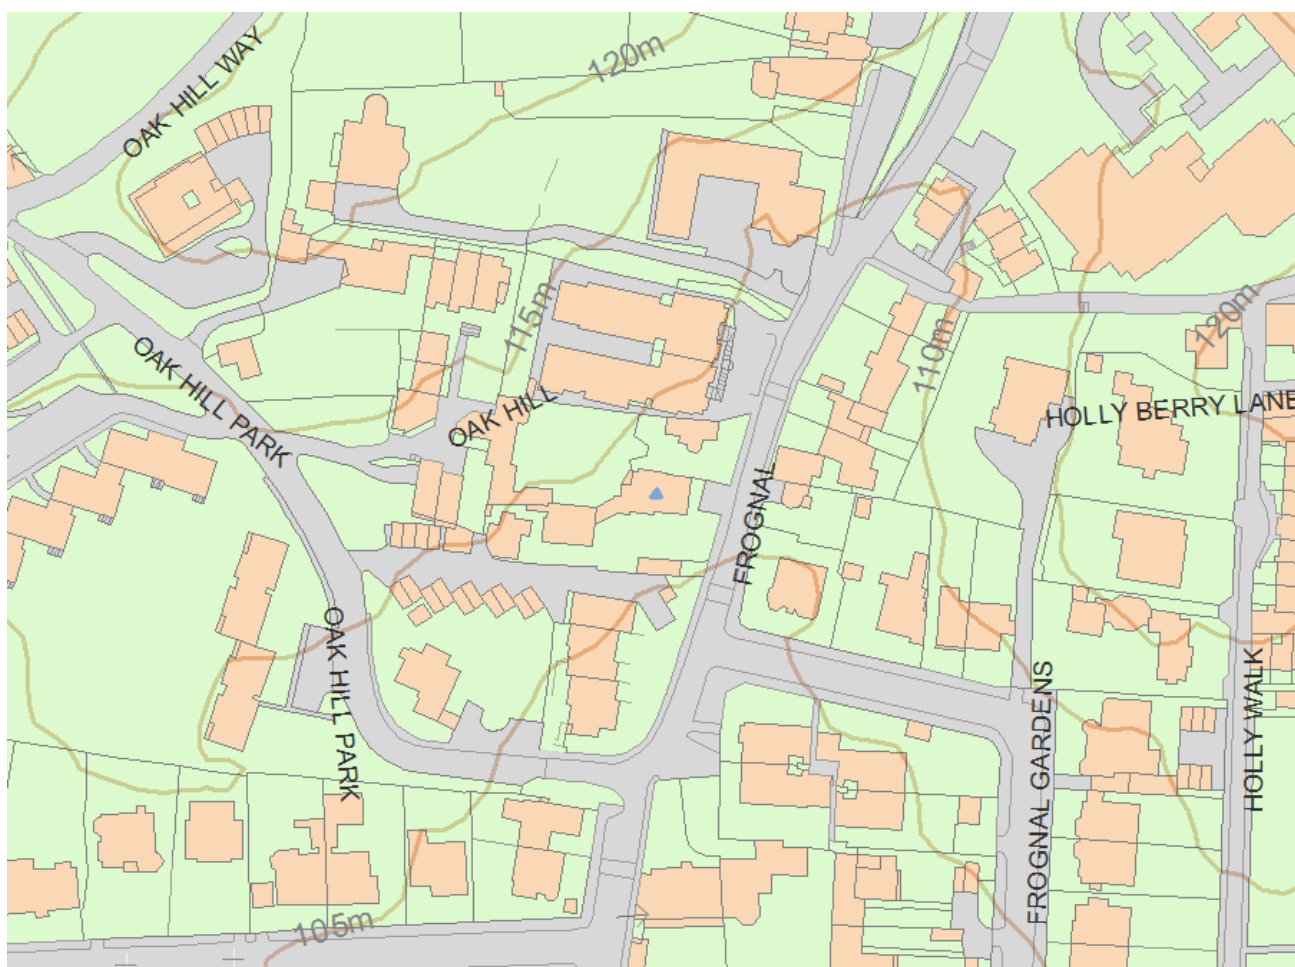 OAK HILL WAY
120m
115m
110m
120m
OAK HILL PARK
OAK HILL
HOLLY BERRY LANE
FROGNAL
OAK HILL PARK
FROGNAL GARDENS
HOLLY WALK
105m